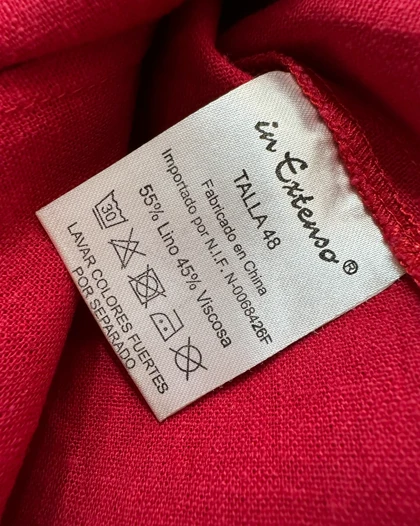 in Extenso®
TALLA 48
Fabricado en China
Importado por N.I.F. N-0068426F
55% Lino 45% Viscosa
30
LAVAR COLORES FUERTES
POR SEPARADO